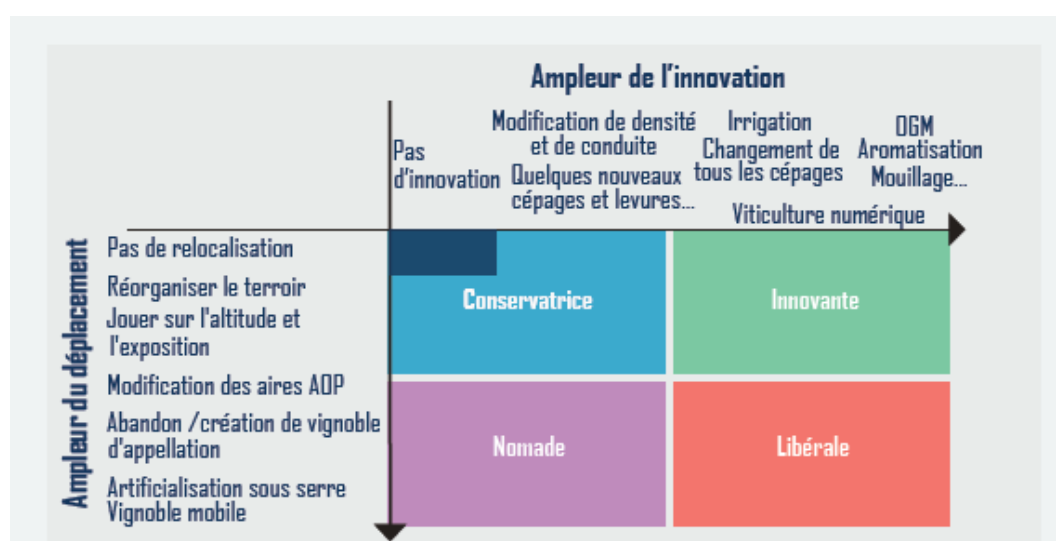 Ampleur de l'innovation
Pas
d'innovation
Modification de densité
et de conduite
Quelques nouveaux
cépages et levures...
Irrigation
Changement de
tous les cépages
OGM
Aromatisation
Mouillage...
Viticulture numérique
Ampleur du déplacement
Pas de relocalisation
Réorganiser le terroir
Jouer sur l'altitude et
l'exposition
Modification des aires AOP
Abandon /création de vignoble
d'appellation
Artificialisation sous serre
Vignoble mobile
Conservatrice
Innovante
Nomade
Libérale